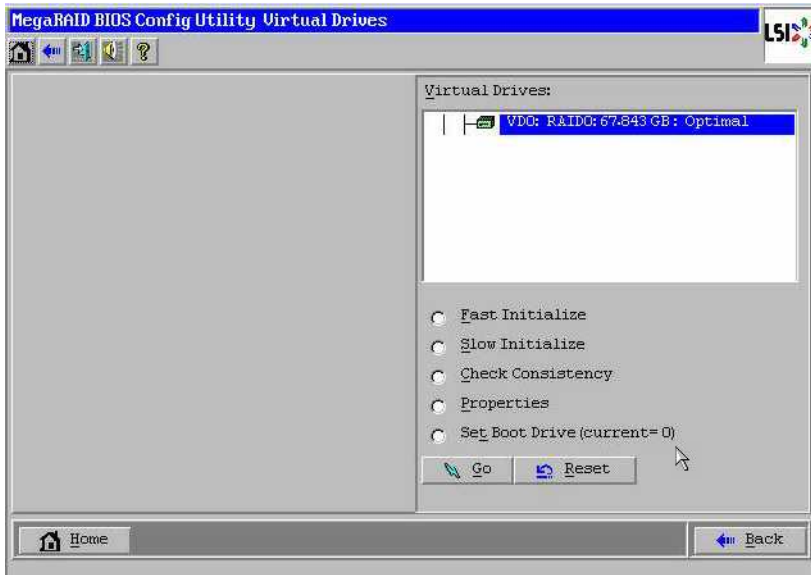 MegaRAID BIOS Config Utility Virtual Drives
LSI
Virtual Drives:
VD0: RAID0: 67.843 GB: Optimal
Fast Initialize
Slow Initialize
Check Consistency
Properties
Set Boot Drive (current= 0)
Go
Reset
Home
Back